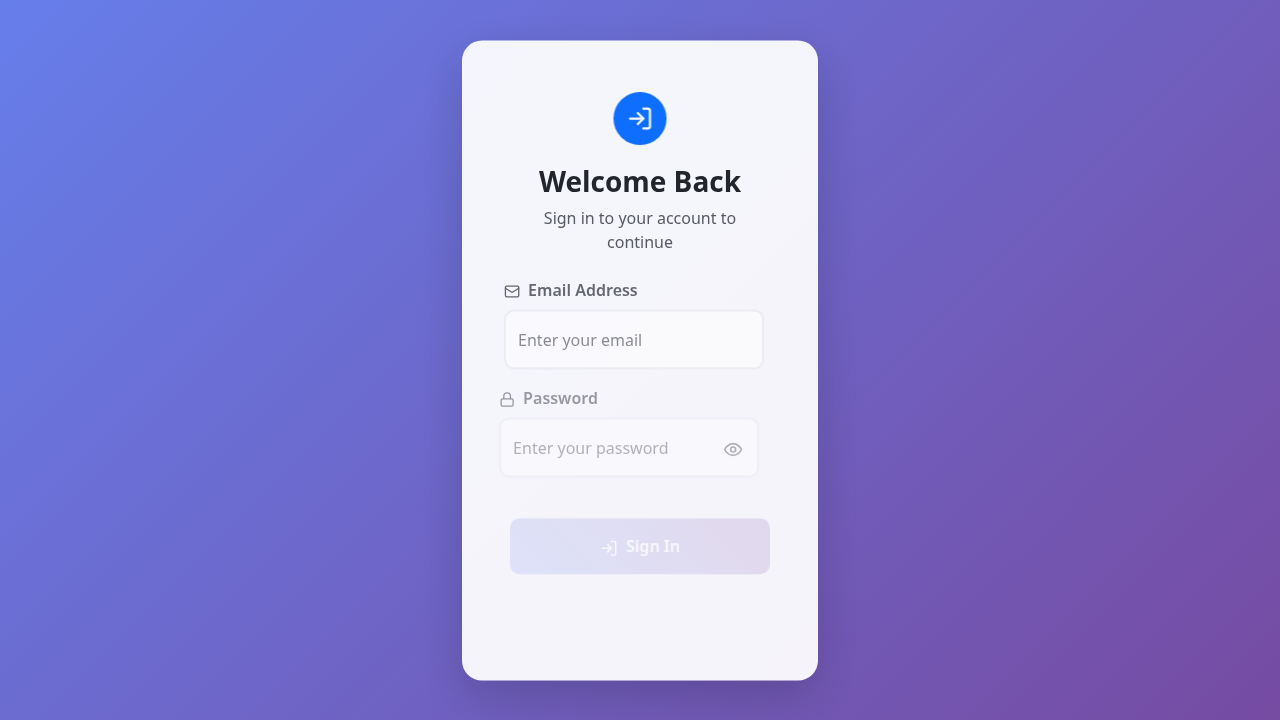 Welcome Back
Sign in to your account to
continue
Email Address
Enter your email
Password
Enter your password
Sign In